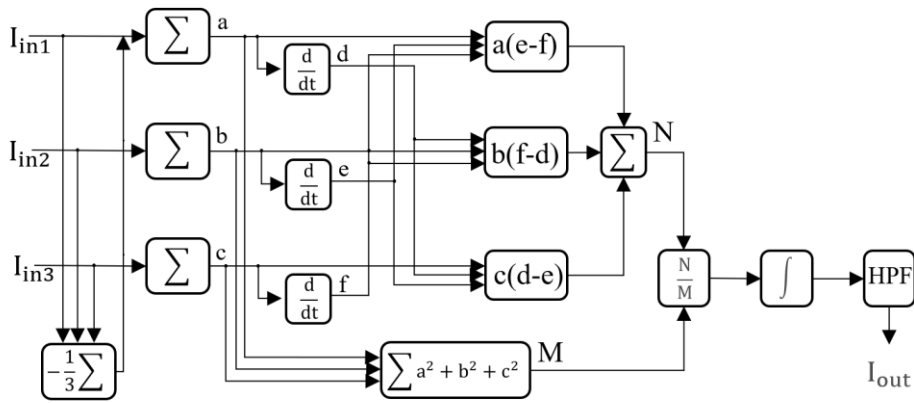 I_in1
∑
a
d/dt
d
a(e-f)
I_in2
∑
b
d/dt
e
b(f-d)
∑
N
I_in3
∑
c
d/dt
f
c(d-e)
N/M
∫
HPF
-1/3∑
∑ a² + b² + c²
M
I_out